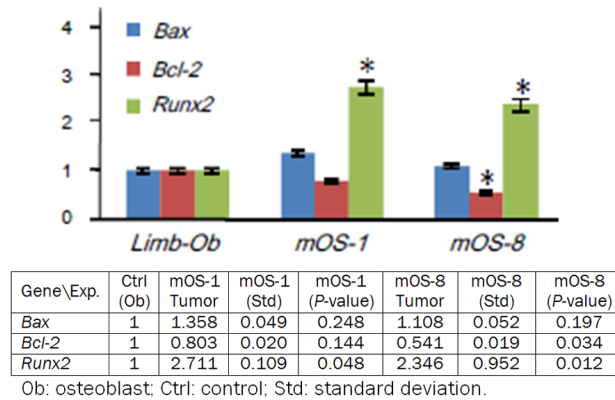 4
3
2
1
0
Bax
Bcl-2
Runx2
*
*
*
Limb-Ob mOS-1 mOS-8
Gene\Exp. Ctrl (Ob) mOS-1 Tumor mOS-1 (Std) mOS-1 (P-value) mOS-8 Tumor mOS-8 (Std) mOS-8 (P-value)
Bax 1 1.358 0.049 0.248 1.108 0.052 0.197
Bcl-2 1 0.803 0.020 0.144 0.541 0.019 0.034
Runx2 1 2.711 0.109 0.048 2.346 0.952 0.012
Ob: osteoblast; Ctrl: control; Std: standard deviation.